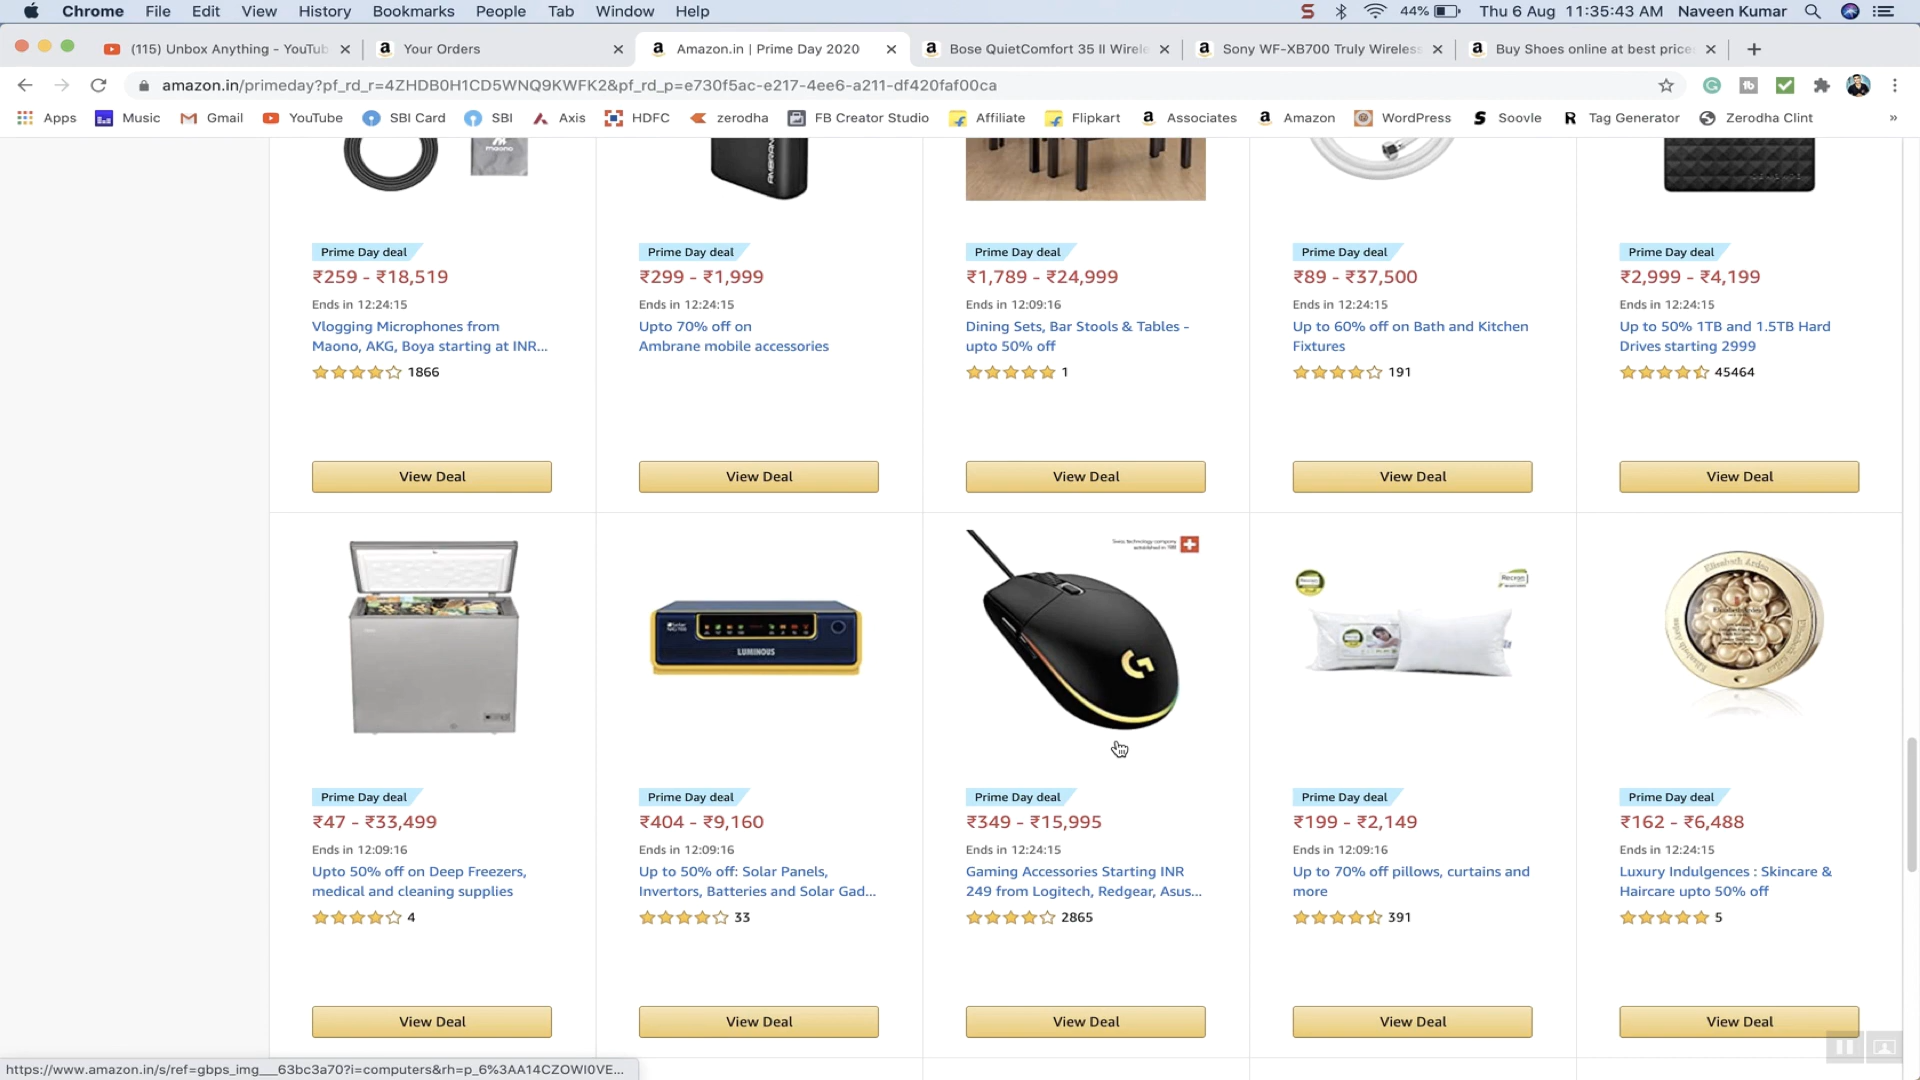 Chrome File Edit View History Bookmarks People Tab Window Help S 44% Thu 6 Aug 11:35:43 AM Naveen Kumar
(115) Unbox Anything - YouTub Your Orders Amazon.in | Prime Day 2020 Bose QuietComfort 35 II Wirele Sony WF-XB700 Truly Wireless Buy Shoes online at best price
amazon.in/primeday?pf_rd_r=4ZHDB0H1CD5WNQ9KWFK2&pf_rd_p=e730f5ac-e217-4ee6-a211-df420faf00ca
Apps Music Gmail YouTube SBI Card SBI Axis HDFC zerodha FB Creator Studio Affiliate Flipkart Associates Amazon WordPress Soovle Tag Generator Zerodha Clint »
maono
AMBRAN
Prime Day deal Prime Day deal Prime Day deal Prime Day deal Prime Day deal
₹259 - ₹18,519 ₹299 - ₹1,999 ₹1,789 - ₹24,999 ₹89 - ₹37,500 ₹2,999 - ₹4,199
Ends in 12:24:15 Ends in 12:24:15 Ends in 12:09:16 Ends in 12:24:15 Ends in 12:24:15
Vlogging Microphones from Upto 70% off on Dining Sets, Bar Stools & Tables - Up to 60% off on Bath and Kitchen Up to 50% 1TB and 1.5TB Hard
Maono, AKG, Boya starting at INR... Ambrane mobile accessories upto 50% off Fixtures Drives starting 2999
1866 1 191 45464
View Deal View Deal View Deal View Deal View Deal
Swiss technology company
LUMINOUS
Recron
Elizabeth Arden
Prime Day deal Prime Day deal Prime Day deal Prime Day deal Prime Day deal
₹47 - ₹33,499 ₹404 - ₹9,160 ₹349 - ₹15,995 ₹199 - ₹2,149 ₹162 - ₹6,488
Ends in 12:09:16 Ends in 12:09:16 Ends in 12:24:15 Ends in 12:09:16 Ends in 12:24:15
Upto 50% off on Deep Freezers, Up to 50% off: Solar Panels, Gaming Accessories Starting INR Up to 70% off pillows, curtains and Luxury Indulgences : Skincare &
medical and cleaning supplies Invertors, Batteries and Solar Gad... 249 from Logitech, Redgear, Asus... more Haircare upto 50% off
4 33 2865 391 5
View Deal View Deal View Deal View Deal View Deal
https://www.amazon.in/s/ref=gbps_img___63bc3a70?i=computers&rh=p_6%3AA14CZOWI0VE...